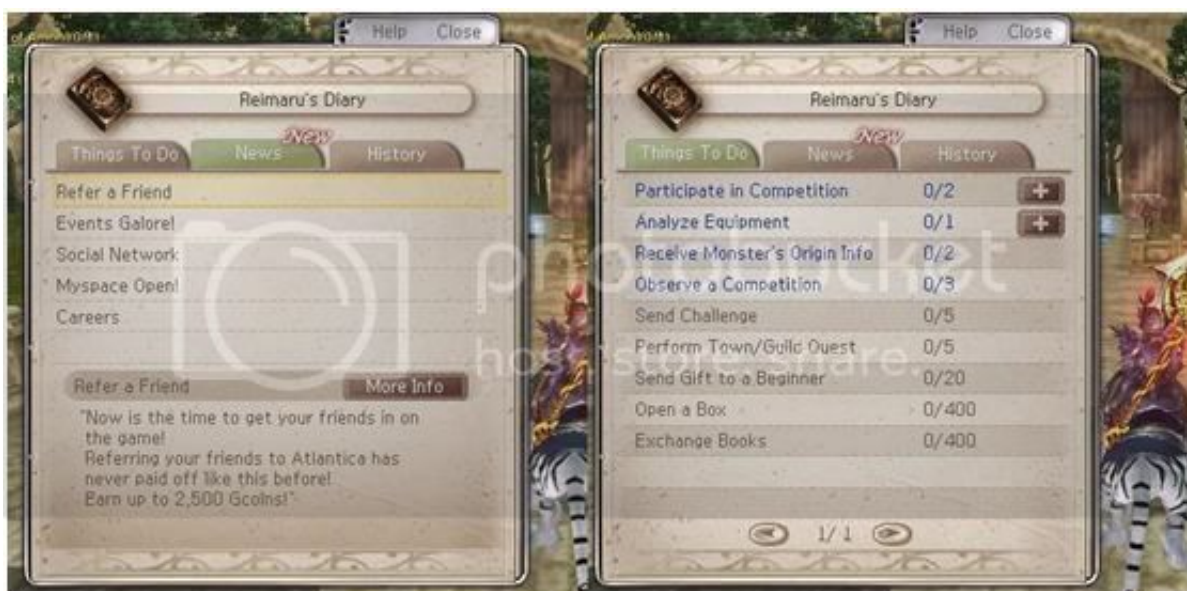 Help Close
Reimaru's Diary
New
Things To Do News History
Refer a Friend
Events Galore!
Social Network
Myspace Open!
Careers
Refer a Friend More Info
"Now is the time to get your friends in on
the game!
Referring your friends to Atlantica has
never paid off like this before!
Earn up to 2,500 Gcoins!"
Help Close
Reimaru's Diary
New
Things To Do News History
Participate in Competition 0/2 +
Analyze Equipment 0/1 +
Receive Monster's Origin Info 0/2
Observe a Competition 0/3
Send Challenge 0/5
Perform Town/Guild Quest 0/5
Send Gift to a Beginner 0/20
Open a Box 0/400
Exchange Books 0/400
1/1
photobucket
host. store. share.